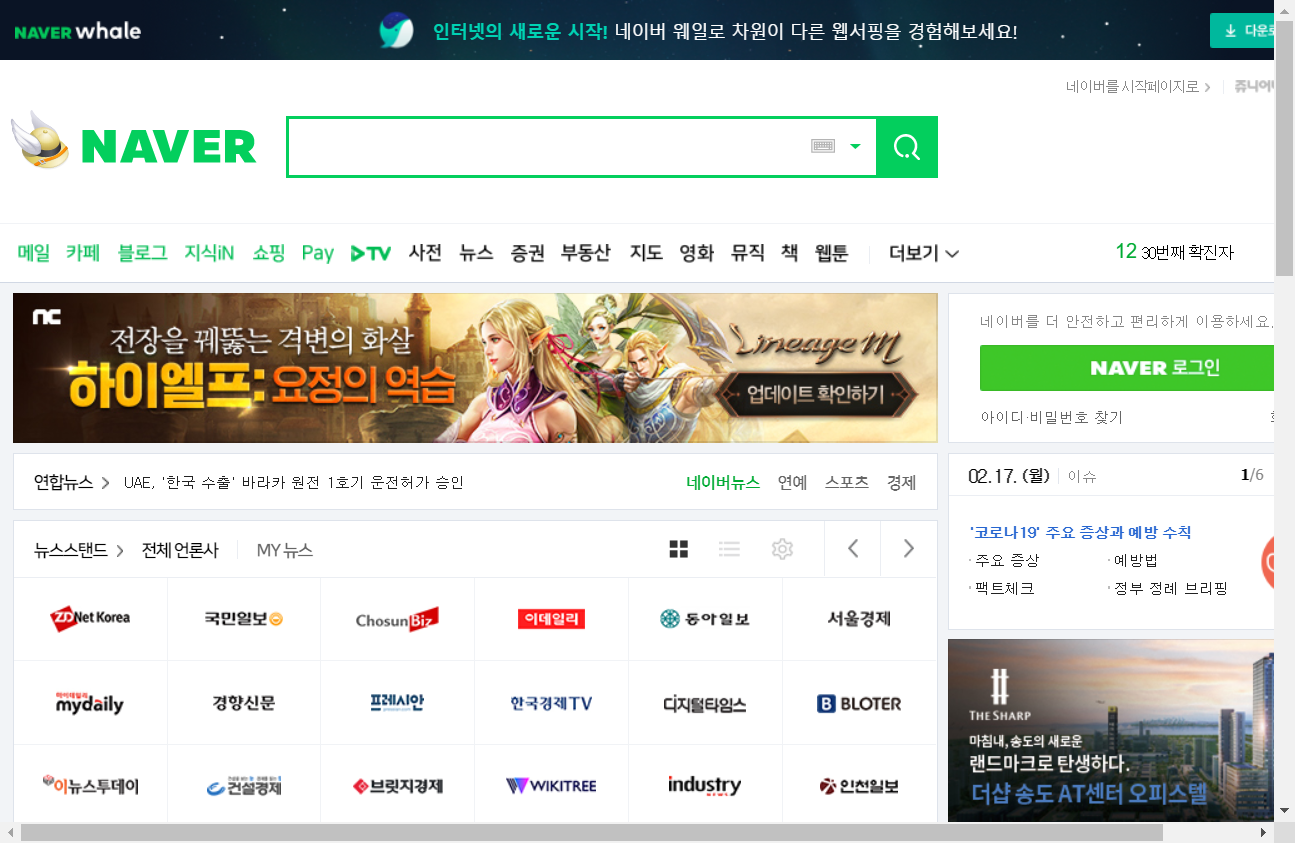 NAVER whale
인터넷의 새로운 시작! 네이버 웨일로 차원이 다른 웹서핑을 경험해보세요!
네이버를 시작페이지로
NAVER
메일 카페 블로그 지식iN 쇼핑 Pay TV 사전 뉴스 증권 부동산 지도 영화 뮤직 책 웹툰 더보기
12 30번째 확진자
nc
전장을 꿰뚫는 격변의 화살
하이엘프: 요정의 역습
Lineage M
업데이트 확인하기
네이버를 더 안전하고 편리하게 이용하세요.
NAVER 로그인
아이디·비밀번호 찾기
연합뉴스 UAE, '한국 수출' 바라카 원전 1호기 운전허가 승인
네이버뉴스 연예 스포츠 경제
02.17. (월) 이슈 1/6
'코로나19' 주요 증상과 예방 수칙
· 주요 증상 · 예방법
· 팩트체크 · 정부 정례 브리핑
뉴스스탠드 전체 언론사 MY 뉴스
ZDNet Korea 국민일보 ChosunBiz 이데일리 동아일보 서울경제
마이데일리
mydaily 경향신문 프레시안 한국경제TV 디지털타임스 BLOTER
이뉴스투데이 건설경제 브릿지경제 WIKITREE industry NEWS 인천일보
THE SHARP
마침내, 송도의 새로운
랜드마크로 탄생하다.
더샵 송도 AT센터 오피스텔